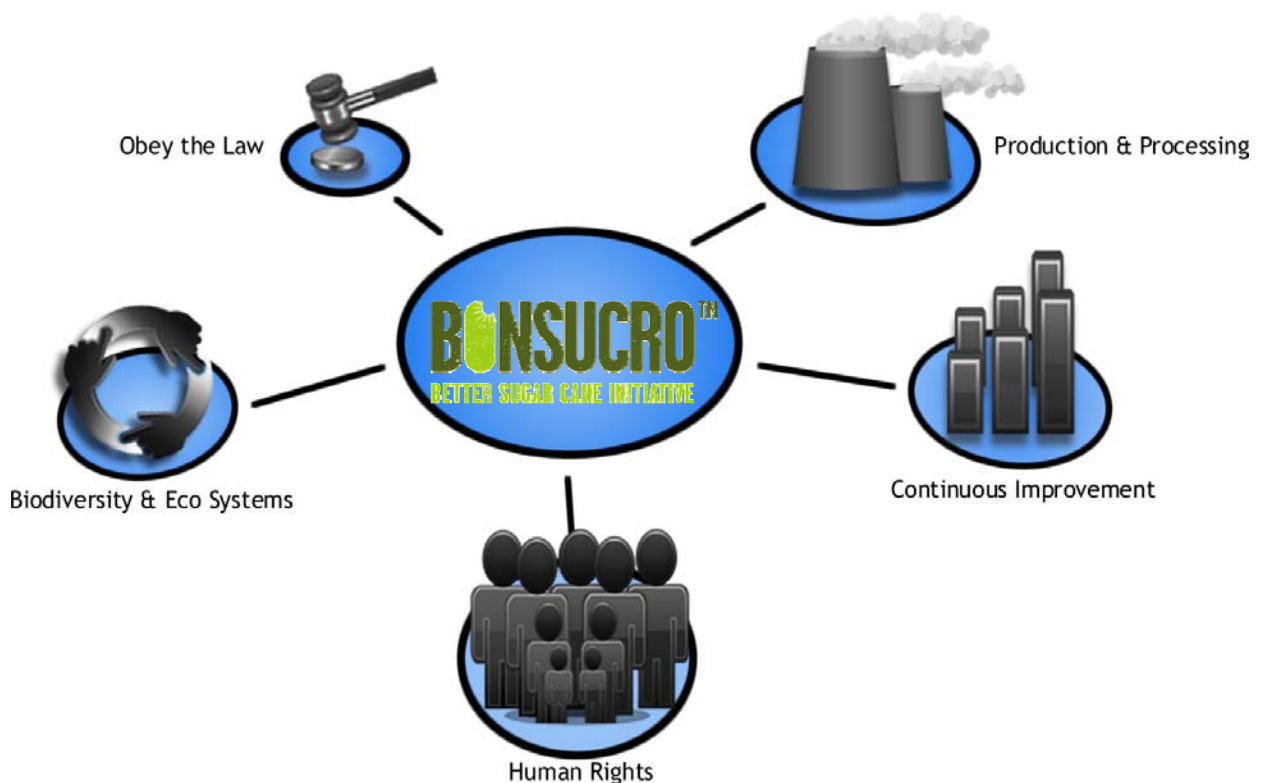 Obey the Law
Production & Processing
BONSUCRO™
BETTER SUGAR CANE INITIATIVE
Continuous Improvement
Biodiversity & Eco Systems
Human Rights